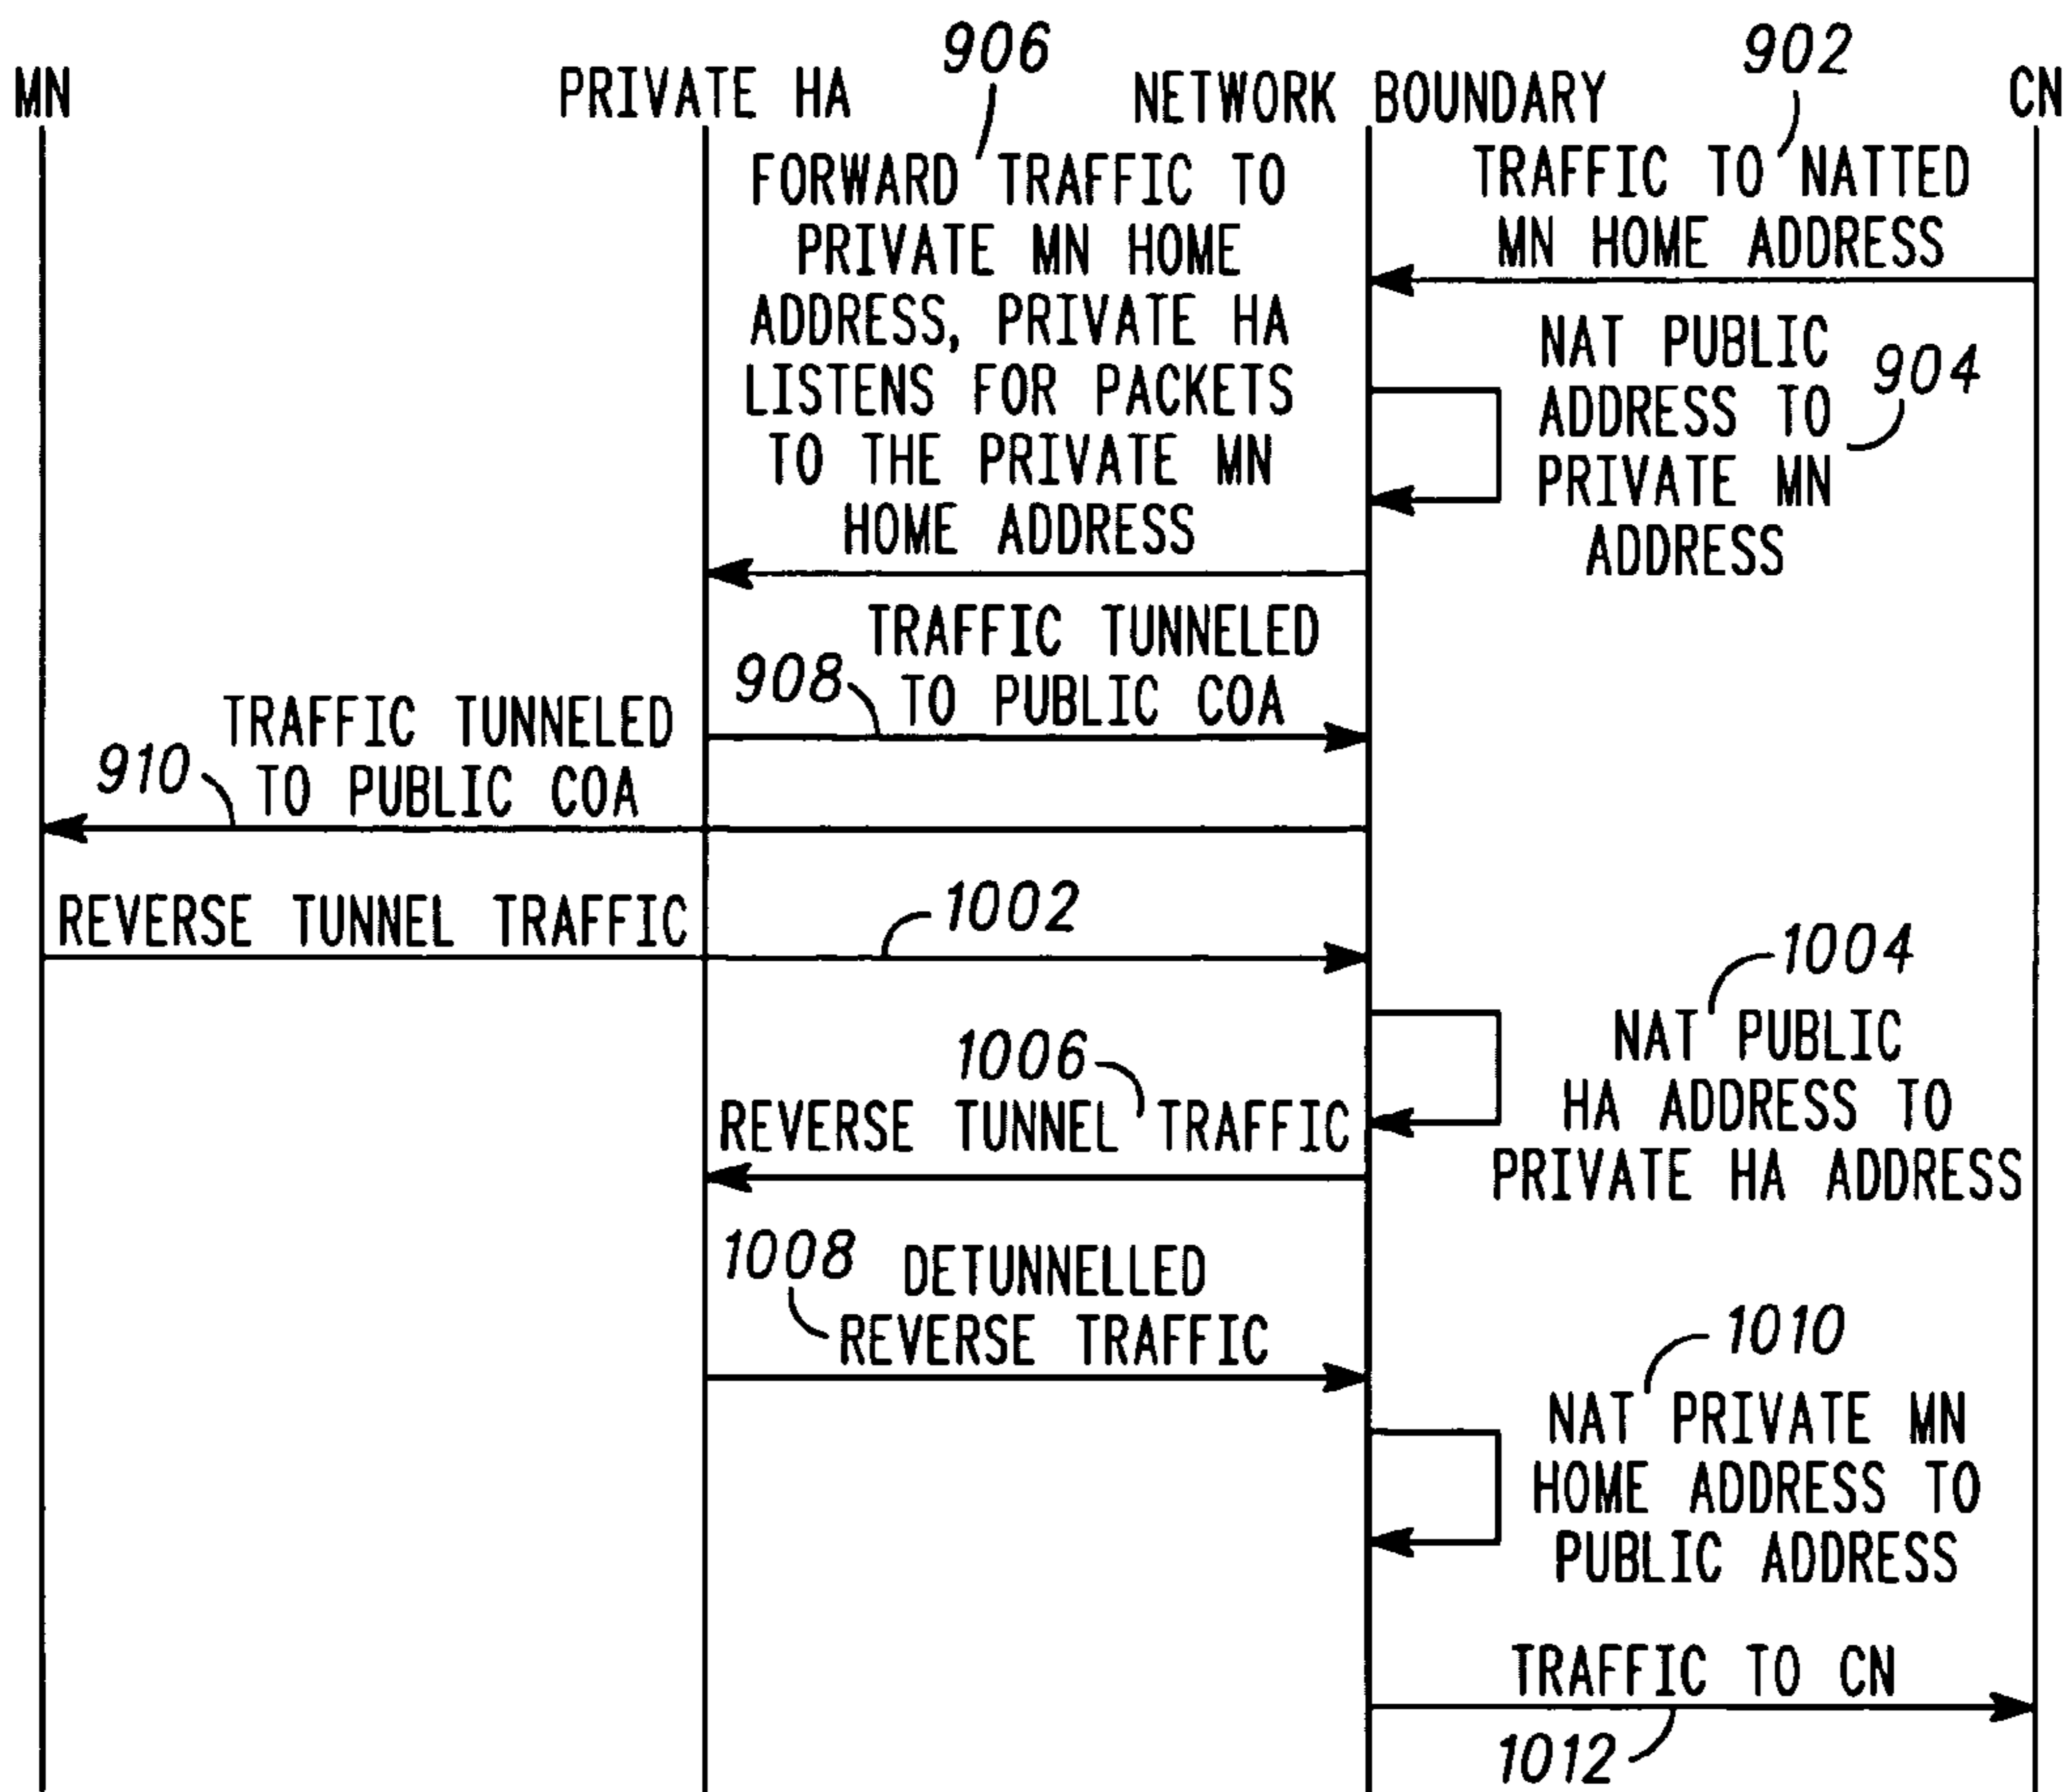 906
902
MN
PRIVATE HA
NETWORK BOUNDARY
CN
FORWARD TRAFFIC TO
PRIVATE MN HOME
ADDRESS, PRIVATE HA
LISTENS FOR PACKETS
TO THE PRIVATE MN
HOME ADDRESS
TRAFFIC TO NATTED
MN HOME ADDRESS
NAT PUBLIC
ADDRESS TO
PRIVATE MN
ADDRESS
904
TRAFFIC TUNNELED
TO PUBLIC COA
908
TRAFFIC TUNNELED
TO PUBLIC COA
910
REVERSE TUNNEL TRAFFIC
1002
1004
NAT PUBLIC
HA ADDRESS TO
PRIVATE HA ADDRESS
1006
REVERSE TUNNEL TRAFFIC
1008
DETUNNELLED
REVERSE TRAFFIC
1010
NAT PRIVATE MN
HOME ADDRESS TO
PUBLIC ADDRESS
TRAFFIC TO CN
1012